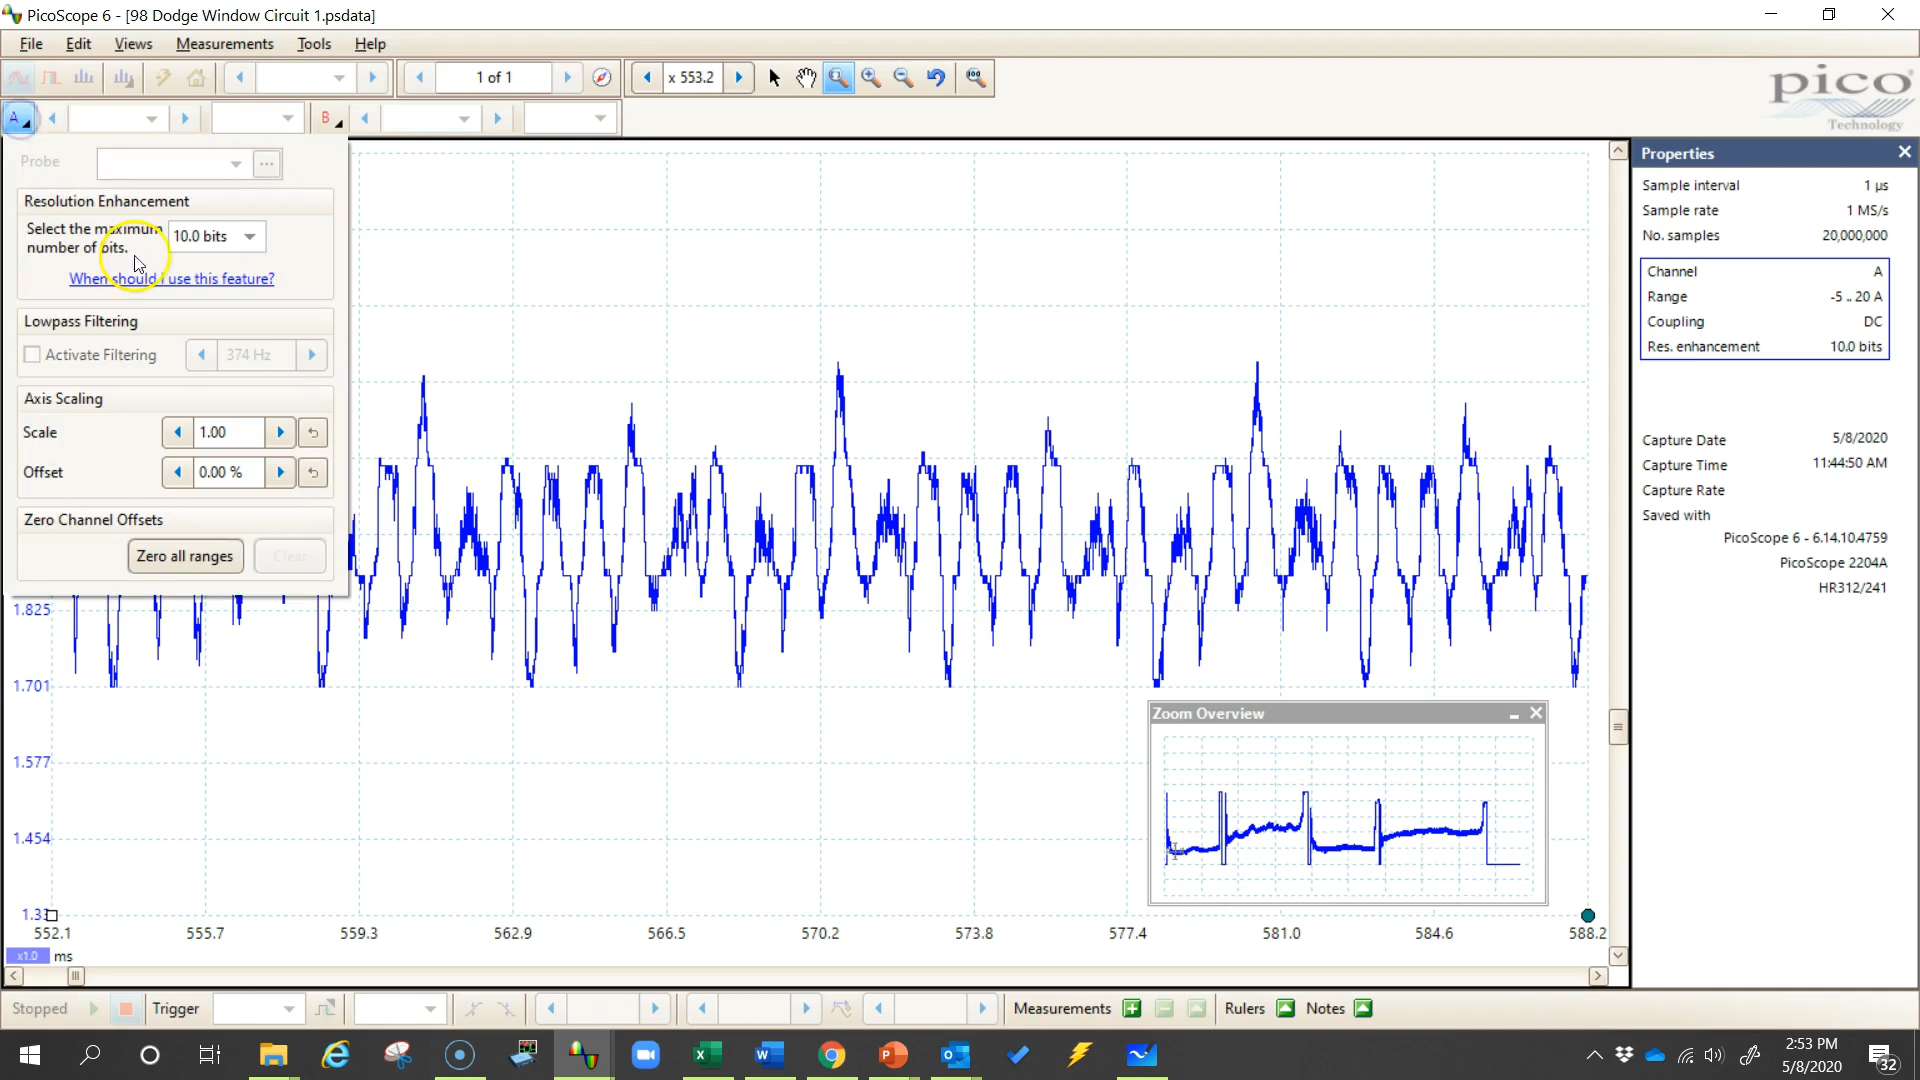 PicoScope 6 - [98 Dodge Window Circuit 1.psdata]
File Edit Views Measurements Tools Help
1 of 1 x 553.2
pico
Technology
A B
Probe
Resolution Enhancement
Select the maximum
number of bits.
10.0 bits
When should I use this feature?
Lowpass Filtering
Activate Filtering 374 Hz
Axis Scaling
Scale 1.00
Offset 0.00 %
Zero Channel Offsets
Zero all ranges Clear
1.825
1.701
1.577
1.454
1.33
552.1 555.7 559.3 562.9 566.5 570.2 573.8 577.4 581.0 584.6 588.2
x1.0 ms
Zoom Overview
Properties
Sample interval 1 µs
Sample rate 1 MS/s
No. samples 20,000,000
Channel A
Range -5 .. 20 A
Coupling DC
Res. enhancement 10.0 bits
Capture Date 5/8/2020
Capture Time 11:44:50 AM
Capture Rate
Saved with
PicoScope 6 - 6.14.10.4759
PicoScope 2204A
HR312/241
Stopped Trigger Measurements Rulers Notes
2:53 PM
5/8/2020
32